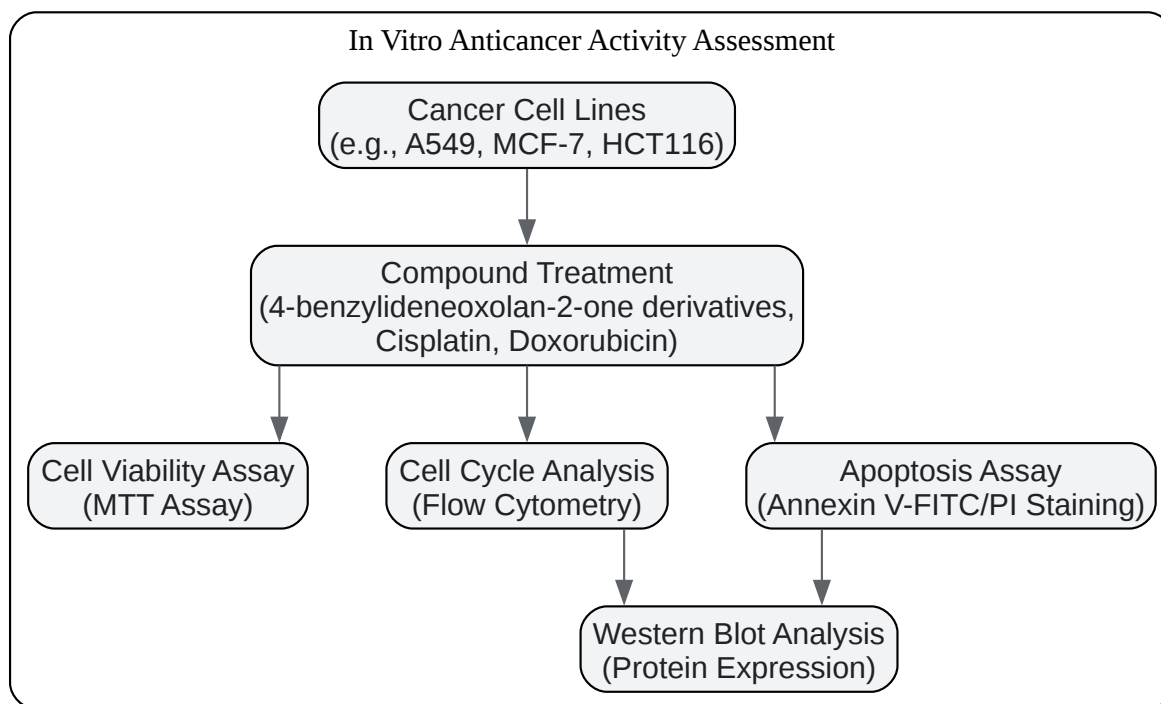 In Vitro Anticancer Activity Assessment
Cancer Cell Lines
(e.g., A549, MCF-7, HCT116)
Compound Treatment
(4-benzylideneoxolan-2-one derivatives,
Cisplatin, Doxorubicin)
Cell Viability Assay
(MTT Assay)
Cell Cycle Analysis
(Flow Cytometry)
Apoptosis Assay
(Annexin V-FITC/PI Staining)
Western Blot Analysis
(Protein Expression)